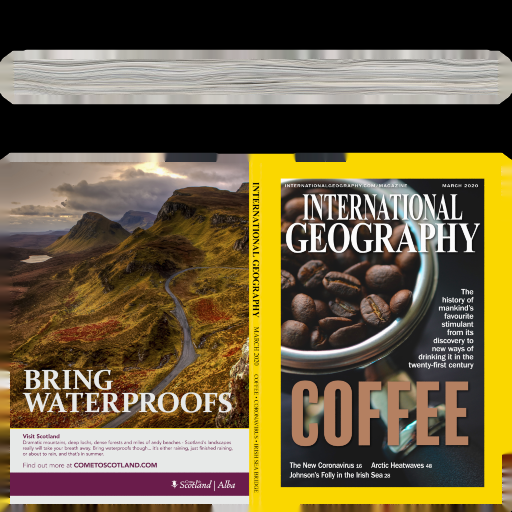 BRING
WATERPROOFS
Visit Scotland
Dramatic mountains, deep lochs, dense forests and miles of sandy beaches - Scotland's landscapes
really will take your breath away. Bring waterproofs though... it's either raining, just finished raining,
or about to rain, and that's in summer.
Find out more at COMETOSCOTLAND.COM
Scotland | Alba
INTERNATIONAL GEOGRAPHY MARCH 2020 COFFEE • CORONAVIRUS • IRISH SEA BRIDGE
INTERNATIONALGEOGRAPHY.COM/MAGAZINE MARCH 2020
INTERNATIONAL
GEOGRAPHY
The
history of
mankind's
favourite
stimulant
from its
discovery to
new ways of
drinking it in the
twenty-first century
COFFEE
The New Coronavirus 16 Arctic Heatwaves 48
Johnson's Folly in the Irish Sea 28